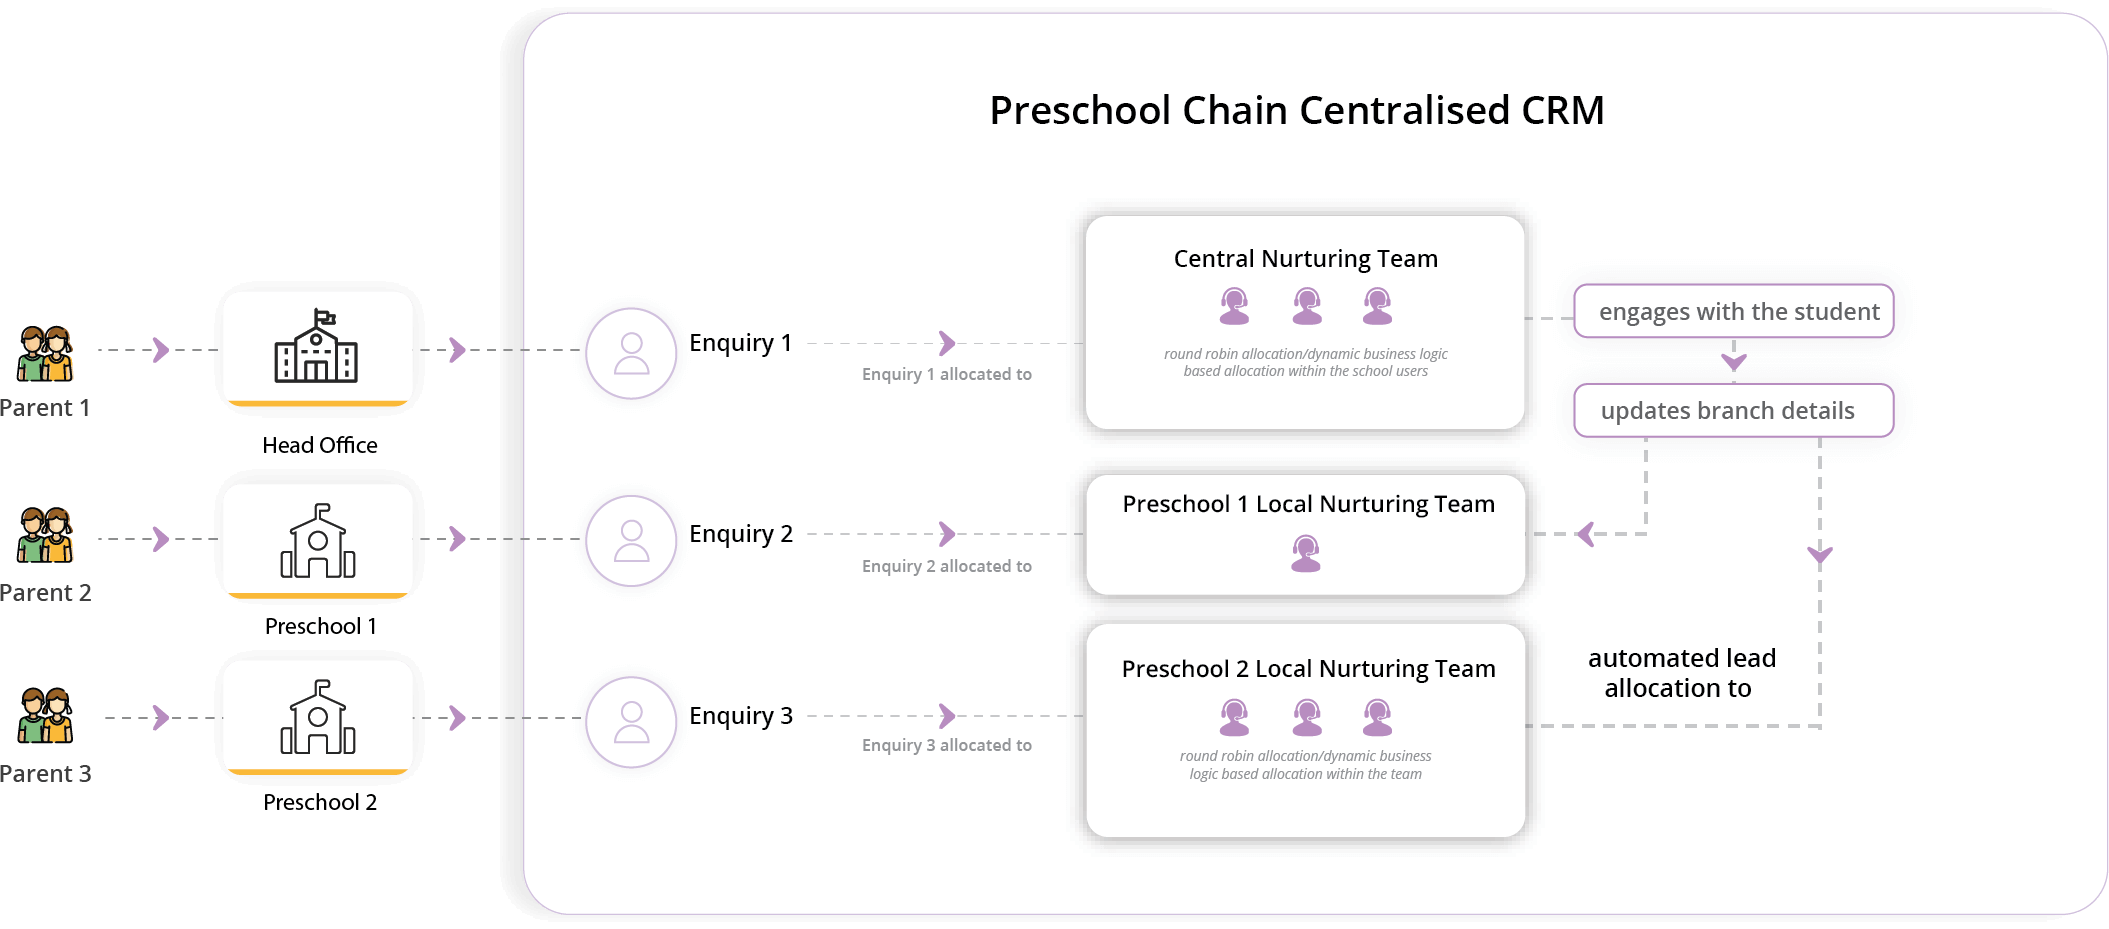 Preschool Chain Centralised CRM
Parent 1
Head Office
Enquiry 1
Enquiry 1 allocated to
Central Nurturing Team
round robin allocation/dynamic business logic
based allocation within the school users
engages with the student
updates branch details
Parent 2
Preschool 1
Enquiry 2
Enquiry 2 allocated to
Preschool 1 Local Nurturing Team
Parent 3
Preschool 2
Enquiry 3
Enquiry 3 allocated to
Preschool 2 Local Nurturing Team
round robin allocation/dynamic business
logic based allocation within the team
automated lead
allocation to